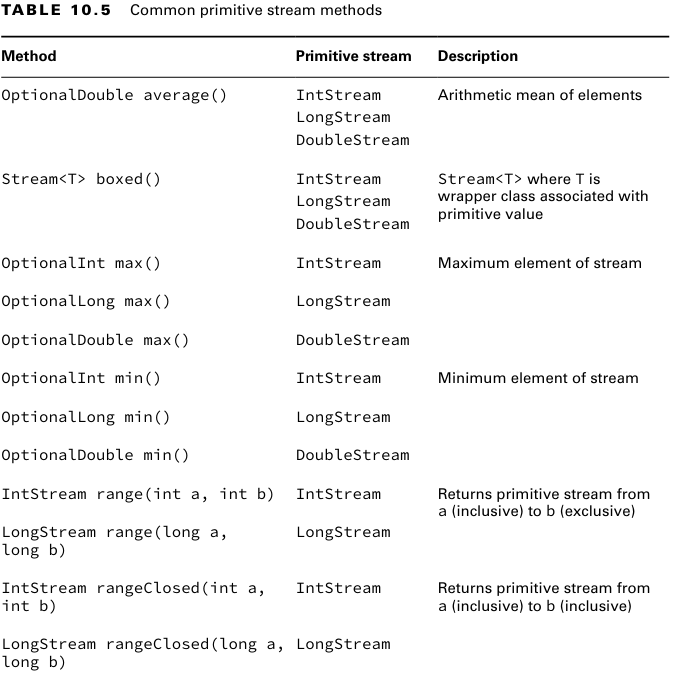 TABLE 10.5 Common primitive stream methods
Method Primitive stream Description
OptionalDouble average() IntStream Arithmetic mean of elements
LongStream
DoubleStream
Stream<T> boxed() IntStream Stream<T> where T is
LongStream wrapper class associated with
DoubleStream primitive value
OptionalInt max() IntStream Maximum element of stream
OptionalLong max() LongStream
OptionalDouble max() DoubleStream
OptionalInt min() IntStream Minimum element of stream
OptionalLong min() LongStream
OptionalDouble min() DoubleStream
IntStream range(int a, int b) IntStream Returns primitive stream from
a (inclusive) to b (exclusive)
LongStream range(long a, LongStream
long b)
IntStream rangeClosed(int a, IntStream Returns primitive stream from
int b) a (inclusive) to b (inclusive)
LongStream rangeClosed(long a, LongStream
long b)